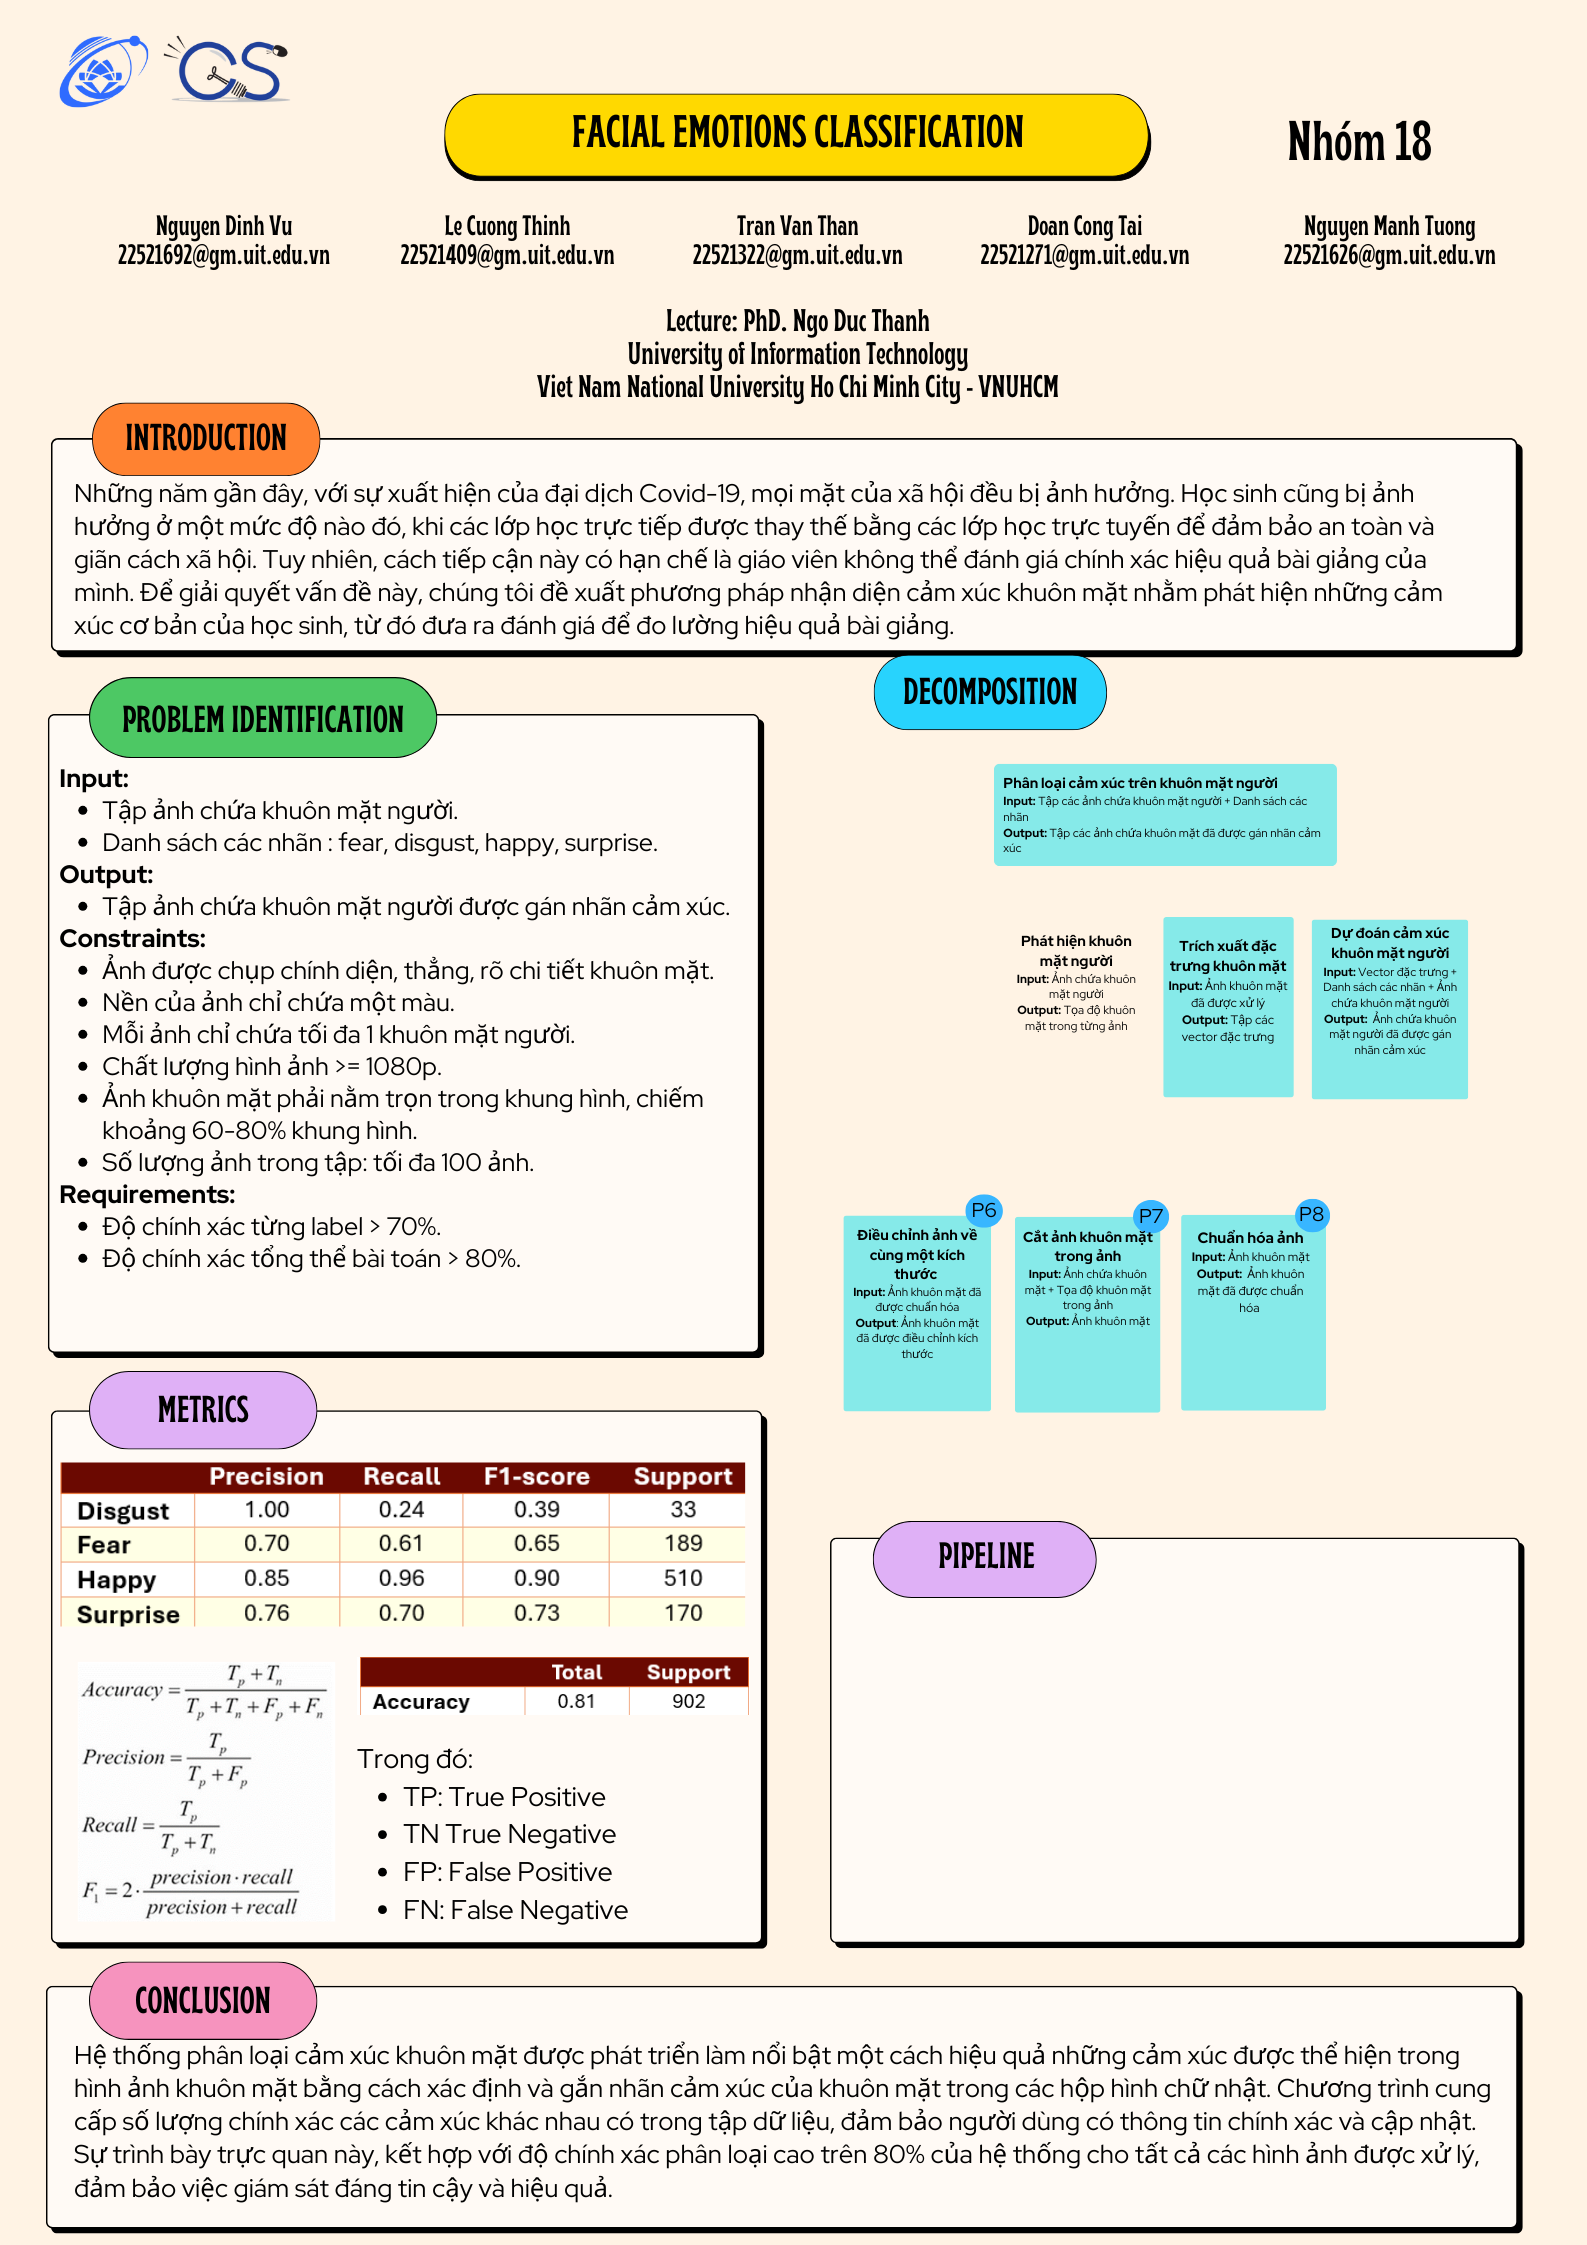 CS
FACIAL EMOTIONS CLASSIFICATION
Nhóm 18
Nguyen Dinh Vu
22521692@gm.uit.edu.vn
Le Cuong Thinh
22521409@gm.uit.edu.vn
Tran Van Than
22521322@gm.uit.edu.vn
Doan Cong Tai
22521271@gm.uit.edu.vn
Nguyen Manh Tuong
22521626@gm.uit.edu.vn
Lecture: PhD. Ngo Duc Thanh
University of Information Technology
Viet Nam National University Ho Chi Minh City - VNUHCM
INTRODUCTION
Những năm gần đây, với sự xuất hiện của đại dịch Covid-19, mọi mặt của xã hội đều bị ảnh hưởng. Học sinh cũng bị ảnh
hưởng ở một mức độ nào đó, khi các lớp học trực tiếp được thay thế bằng các lớp học trực tuyến để đảm bảo an toàn và
giãn cách xã hội. Tuy nhiên, cách tiếp cận này có hạn chế là giáo viên không thể đánh giá chính xác hiệu quả bài giảng của
mình. Để giải quyết vấn đề này, chúng tôi đề xuất phương pháp nhận diện cảm xúc khuôn mặt nhằm phát hiện những cảm
xúc cơ bản của học sinh, từ đó đưa ra đánh giá để đo lường hiệu quả bài giảng.
PROBLEM IDENTIFICATION
Input:
• Tập ảnh chứa khuôn mặt người.
• Danh sách các nhãn : fear, disgust, happy, surprise.
Output:
• Tập ảnh chứa khuôn mặt người được gán nhãn cảm xúc.
Constraints:
• Ảnh được chụp chính diện, thẳng, rõ chi tiết khuôn mặt.
• Nền của ảnh chỉ chứa một màu.
• Mỗi ảnh chỉ chứa tối đa 1 khuôn mặt người.
• Chất lượng hình ảnh >= 1080p.
• Ảnh khuôn mặt phải nằm trọn trong khung hình, chiếm
khoảng 60-80% khung hình.
• Số lượng ảnh trong tập: tối đa 100 ảnh.
Requirements:
• Độ chính xác từng label > 70%.
• Độ chính xác tổng thể bài toán > 80%.
DECOMPOSITION
Phân loại cảm xúc trên khuôn mặt người
Input: Tập các ảnh chứa khuôn mặt người + Danh sách các
nhãn
Output: Tập các ảnh chứa khuôn mặt đã được gán nhãn cảm
xúc
Phát hiện khuôn
mặt người
Input: Ảnh chứa khuôn
mặt người
Output: Tọa độ khuôn
mặt trong từng ảnh
Trích xuất đặc
trưng khuôn mặt
Input: Ảnh khuôn mặt
đã được xử lý
Output: Tập các
vector đặc trưng
Dự đoán cảm xúc
khuôn mặt người
Input: Vector đặc trưng +
Danh sách các nhãn + Ảnh
chứa khuôn mặt người
Output: Ảnh chứa khuôn
mặt người đã được gán
nhãn cảm xúc
P6
Điều chỉnh ảnh về
cùng một kích
thước
Input: Ảnh khuôn mặt đã
được chuẩn hóa
Output: Ảnh khuôn mặt
đã được điều chỉnh kích
thước
P7
Cắt ảnh khuôn mặt
trong ảnh
Input: Ảnh chứa khuôn
mặt + Tọa độ khuôn mặt
trong ảnh
Output: Ảnh khuôn mặt
P8
Chuẩn hóa ảnh
Input: Ảnh khuôn mặt
Output: Ảnh khuôn
mặt đã được chuẩn
hóa
METRICS
Precision Recall F1-score Support
Disgust 1.00 0.24 0.39 33
Fear 0.70 0.61 0.65 189
Happy 0.85 0.96 0.90 510
Surprise 0.76 0.70 0.73 170
Accuracy = (T_p + T_n) / (T_p + T_n + F_p + F_n)
Precision = T_p / (T_p + F_p)
Recall = T_p / (T_p + T_n)
F_1 = 2 · (precision · recall) / (precision + recall)
Total Support
Accuracy 0.81 902
Trong đó:
• TP: True Positive
• TN True Negative
• FP: False Positive
• FN: False Negative
PIPELINE
CONCLUSION
Hệ thống phân loại cảm xúc khuôn mặt được phát triển làm nổi bật một cách hiệu quả những cảm xúc được thể hiện trong
hình ảnh khuôn mặt bằng cách xác định và gắn nhãn cảm xúc của khuôn mặt trong các hộp hình chữ nhật. Chương trình cung
cấp số lượng chính xác các cảm xúc khác nhau có trong tập dữ liệu, đảm bảo người dùng có thông tin chính xác và cập nhật.
Sự trình bày trực quan này, kết hợp với độ chính xác phân loại cao trên 80% của hệ thống cho tất cả các hình ảnh được xử lý,
đảm bảo việc giám sát đáng tin cậy và hiệu quả.